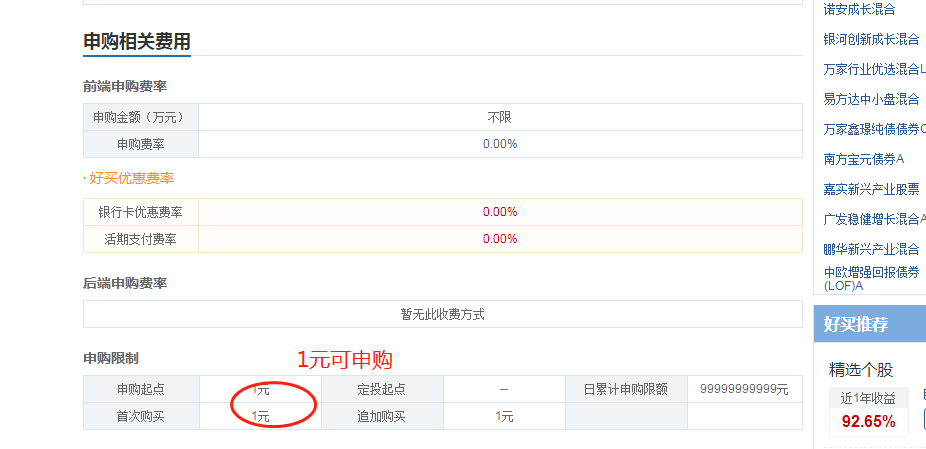 申购相关费用
前端申购费率
申购金额（万元） 不限
申购费率 0.00%
· 好买优惠费率
银行卡优惠费率 0.00%
活期支付费率 0.00%
后端申购费率
暂无此收费方式
申购限制
1元可申购
申购起点 1元 定投起点 -- 日累计申购限额 99999999999元
首次购买 1元 追加购买 1元
诺安成长混合
银河创新成长混合
万家行业优选混合L
易方达中小盘混合
万家鑫璟纯债债券C
南方宝元债券A
嘉实新兴产业股票
广发稳健增长混合A
鹏华新兴产业混合
中欧增强回报债券
(LOF)A
好买推荐
精选个股
近1年收益
92.65%